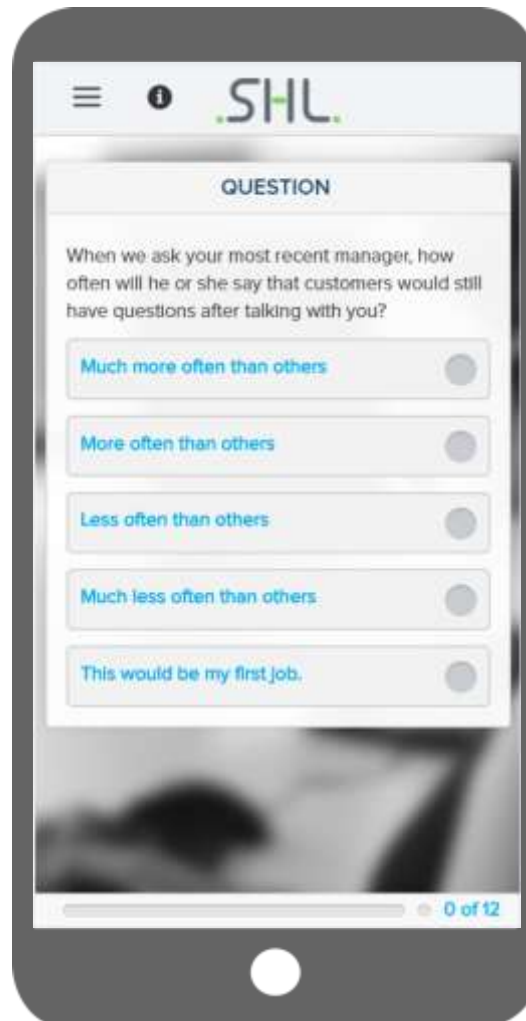 .SHL.
QUESTION
When we ask your most recent manager, how
often will he or she say that customers would still
have questions after talking with you?
Much more often than others
More often than others
Less often than others
Much less often than others
This would be my first job.
0 of 12